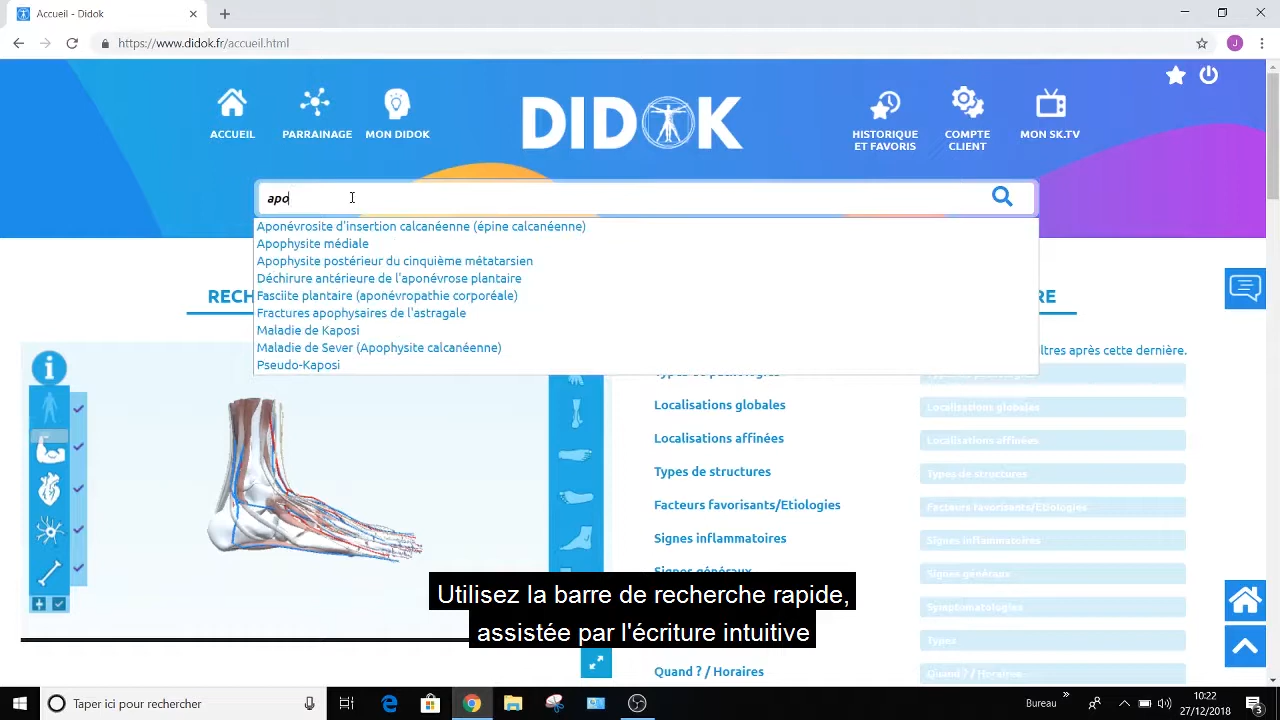 Accueil - Didok
https://www.didok.fr/accueil.html
J
ACCUEIL
PARRAINAGE
MON DIDOK
DIDOK
HISTORIQUE
ET FAVORIS
COMPTE
CLIENT
MON SK.TV
apo
Aponévrosite d'insertion calcanéenne (épine calcanéenne)
Apophysite médiale
Apophysite postérieur du cinquième métatarsien
Déchirure antérieure de l'aponévrose plantaire
Fasciite plantaire (aponévropathie corporéale)
Fractures apophysaires de l'astragale
Maladie de Kaposi
Maladie de Sever (Apophysite calcanéenne)
Pseudo-Kaposi
RECH
RE
ltres après cette dernière.
Types de pathologies
Localisations globales
Localisations globales
Localisations affinées
Localisations affinées
Types de structures
Types de structures
Facteurs favorisants/Etiologies
Facteurs favorisants/Etiologies
Signes inflammatoires
Signes inflammatoires
Signes généraux
Signes généraux
Symptomatologies
Types
Quand ? / Horaires
Quand ? / Horaires
Utilisez la barre de recherche rapide,
assistée par l'écriture intuitive
Taper ici pour rechercher
Bureau
»
10:22
27/12/2018
3